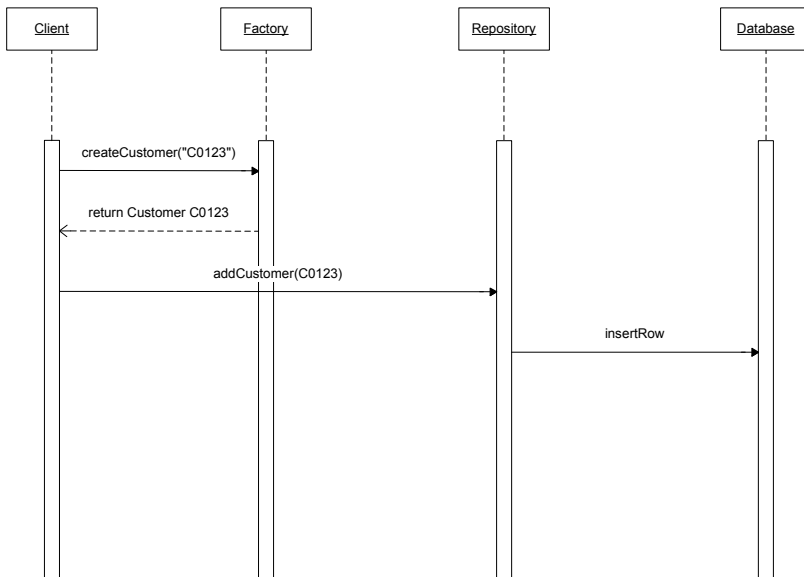 Client
Factory
Repository
Database
createCustomer("C0123")
return Customer C0123
addCustomer(C0123)
insertRow